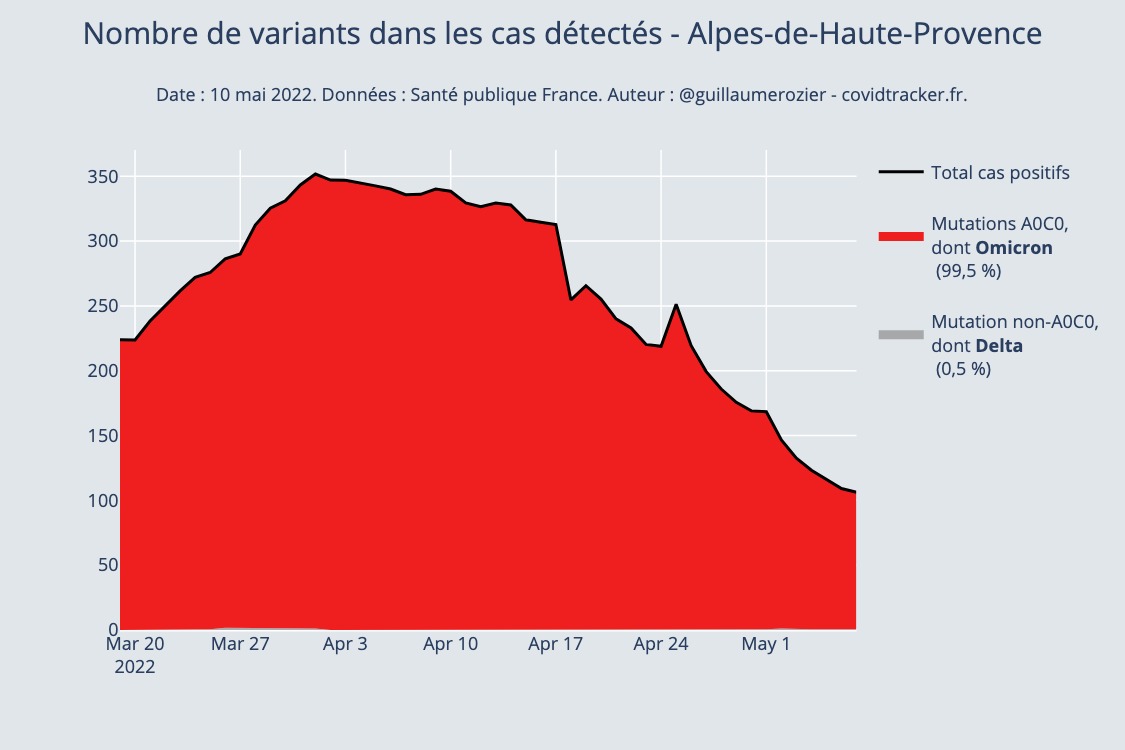 Nombre de variants dans les cas détectés - Alpes-de-Haute-Provence
Date : 10 mai 2022. Données : Santé publique France. Auteur : @guillaumerozier - covidtracker.fr.
350
300
250
200
150
100
50
0
Mar 20
2022
Mar 27
Apr 3
Apr 10
Apr 17
Apr 24
May 1
Total cas positifs
Mutations A0C0,
dont Omicron
(99,5 %)
Mutation non-A0C0,
dont Delta
(0,5 %)